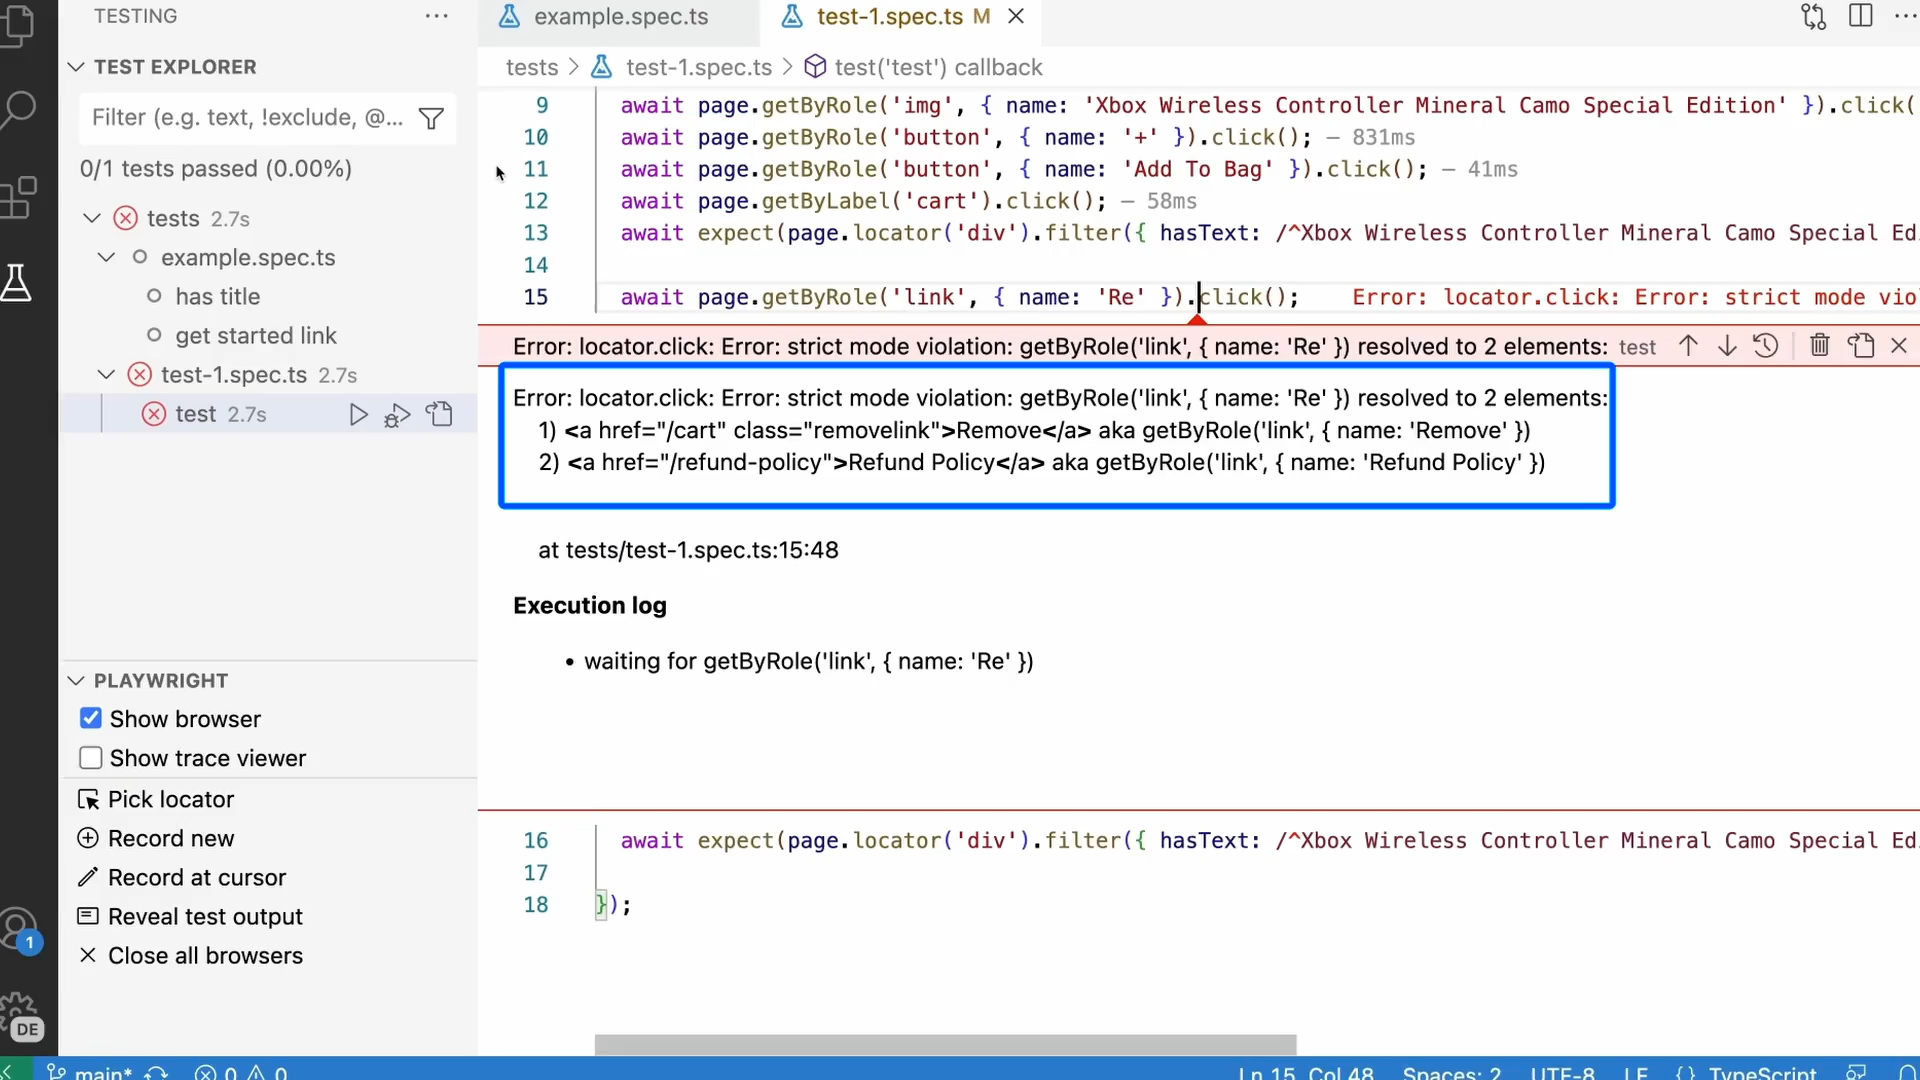 TESTING
example.spec.ts
test-1.spec.ts M
TEST EXPLORER
tests > test-1.spec.ts > test('test') callback
Filter (e.g. text, !exclude, @...
0/1 tests passed (0.00%)
tests 2.7s
example.spec.ts
has title
get started link
test-1.spec.ts 2.7s
test 2.7s
9 await page.getByRole('img', { name: 'Xbox Wireless Controller Mineral Camo Special Edition' }).click(
10 await page.getByRole('button', { name: '+' }).click(); — 831ms
11 await page.getByRole('button', { name: 'Add To Bag' }).click(); — 41ms
12 await page.getByLabel('cart').click(); — 58ms
13 await expect(page.locator('div').filter({ hasText: /^Xbox Wireless Controller Mineral Camo Special Ed
14
15 await page.getByRole('link', { name: 'Re' }).click(); Error: locator.click: Error: strict mode vio
Error: locator.click: Error: strict mode violation: getByRole('link', { name: 'Re' }) resolved to 2 elements: test
Error: locator.click: Error: strict mode violation: getByRole('link', { name: 'Re' }) resolved to 2 elements:
1) <a href="/cart" class="removelink">Remove</a> aka getByRole('link', { name: 'Remove' })
2) <a href="/refund-policy">Refund Policy</a> aka getByRole('link', { name: 'Refund Policy' })
at tests/test-1.spec.ts:15:48
Execution log
• waiting for getByRole('link', { name: 'Re' })
16 await expect(page.locator('div').filter({ hasText: /^Xbox Wireless Controller Mineral Camo Special Ed
17
18 });
PLAYWRIGHT
Show browser
Show trace viewer
Pick locator
Record new
Record at cursor
Reveal test output
Close all browsers
1
DE
main* 0 0
Ln 15, Col 48 Spaces: 2 UTF-8 LF {} TypeScript